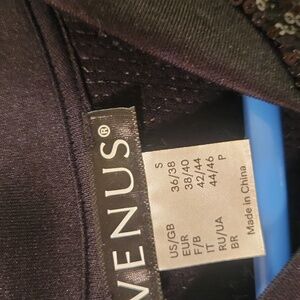 VENUS®
US/GB S
EUR 36/38
F/B 38/40
IT 42/44
RU/UA 44/46
BR P
Made in China